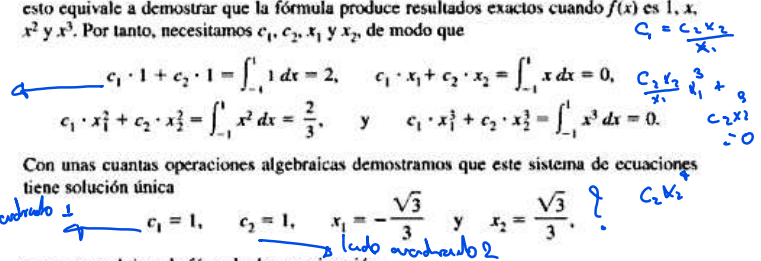 esto equivale a demostrar que la fórmula produce resultados exactos cuando f(x) es 1, x,
x² y x³. Por tanto, necesitamos c₁, c₂, x₁ y x₂, de modo que
c₁ = c₂x₂/x₁
c₁ · 1 + c₂ · 1 = ∫₋₁¹ 1 dx = 2, c₁ · x₁ + c₂ · x₂ = ∫₋₁¹ x dx = 0,
c₂x₂/x₁ x₁³ +
c₁ · x₁² + c₂ · x₂² = ∫₋₁¹ x² dx = 2/3, y c₁ · x₁³ + c₂ · x₂³ = ∫₋₁¹ x³ dx = 0.
c₂x₂³
= 0
Con unas cuantas operaciones algebraicas demostramos que este sistema de ecuaciones
tiene solución única
c₂x₂
c₁ = 1, c₂ = 1, x₁ = −√3/3 y x₂ = √3/3, ?
1
lado 2